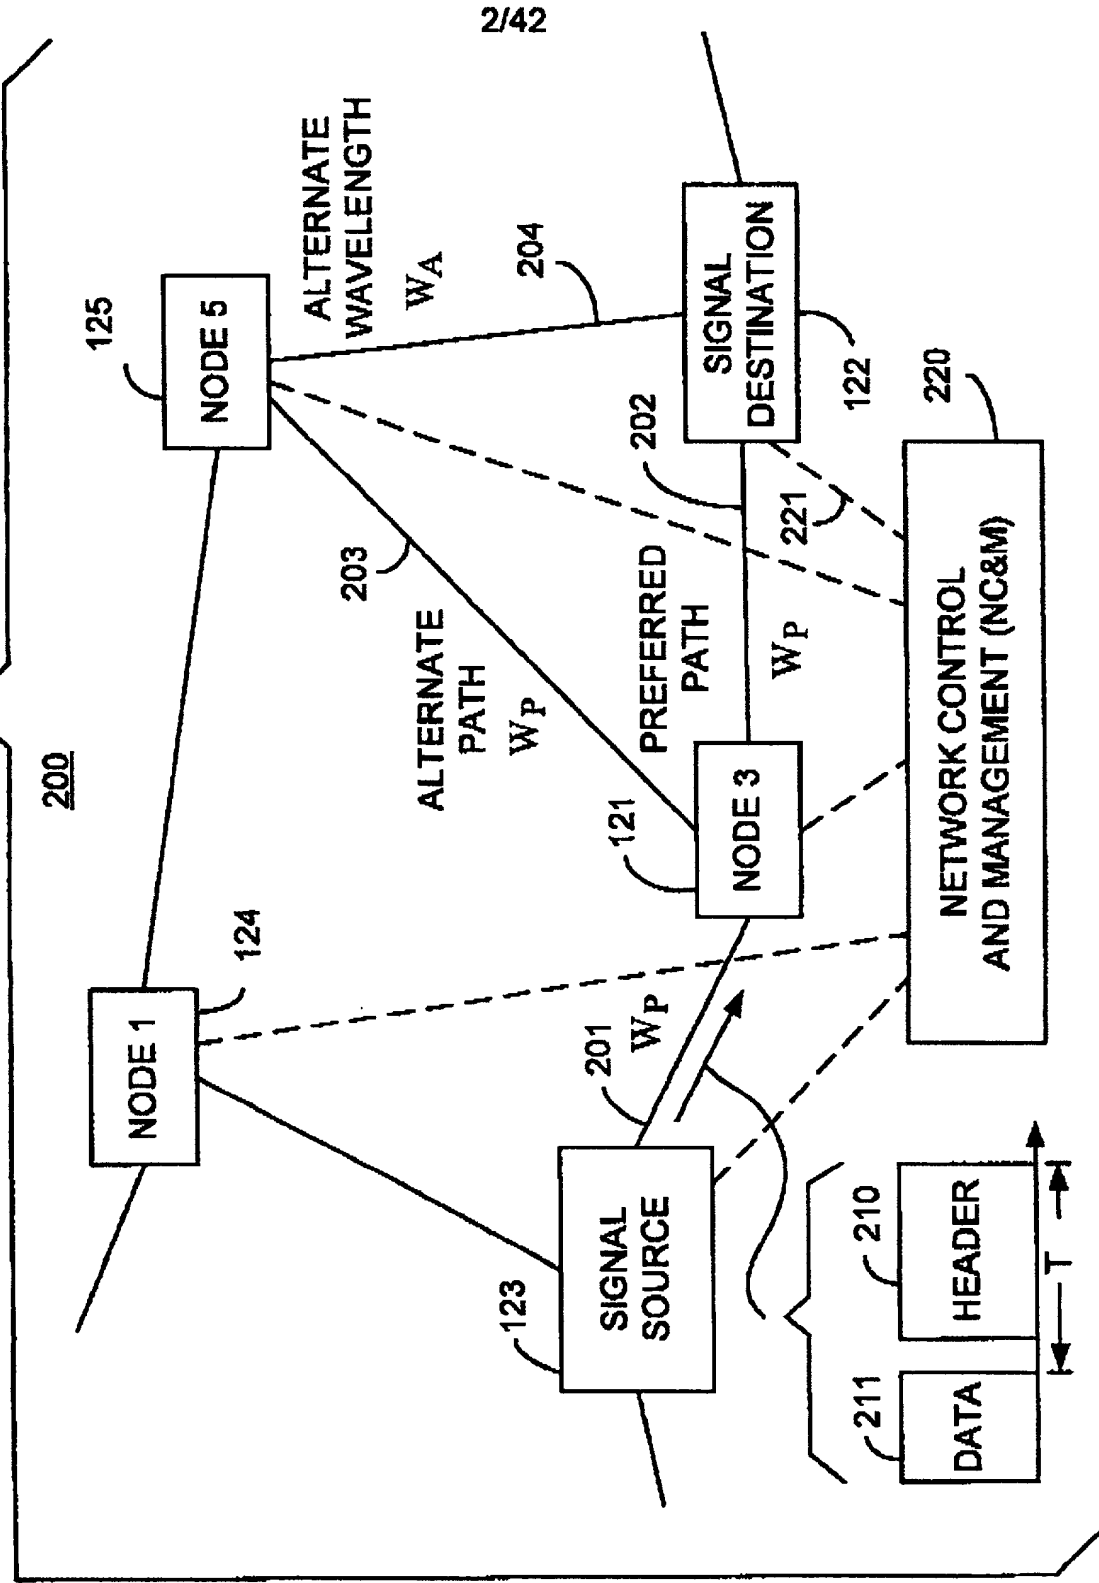 2/42
200
NODE 1
124
NODE 5
125
ALTERNATE
WAVELENGTH
W_A
204
203
ALTERNATE
PATH
W_P
SIGNAL
SOURCE
123
201
W_P
NODE 3
121
PREFERRED
PATH
W_P
202
SIGNAL
DESTINATION
122
221
220
NETWORK CONTROL
AND MANAGEMENT (NC&M)
211
DATA
210
HEADER
T